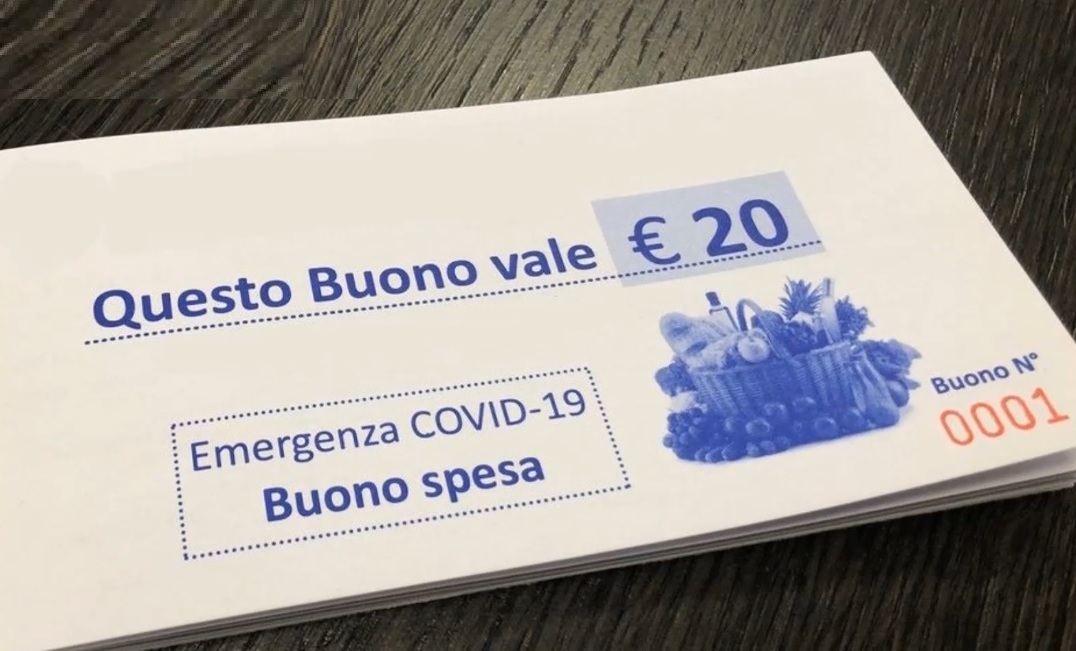 Questo Buono vale € 20
Emergenza COVID-19
Buono spesa
Buono N°
0001